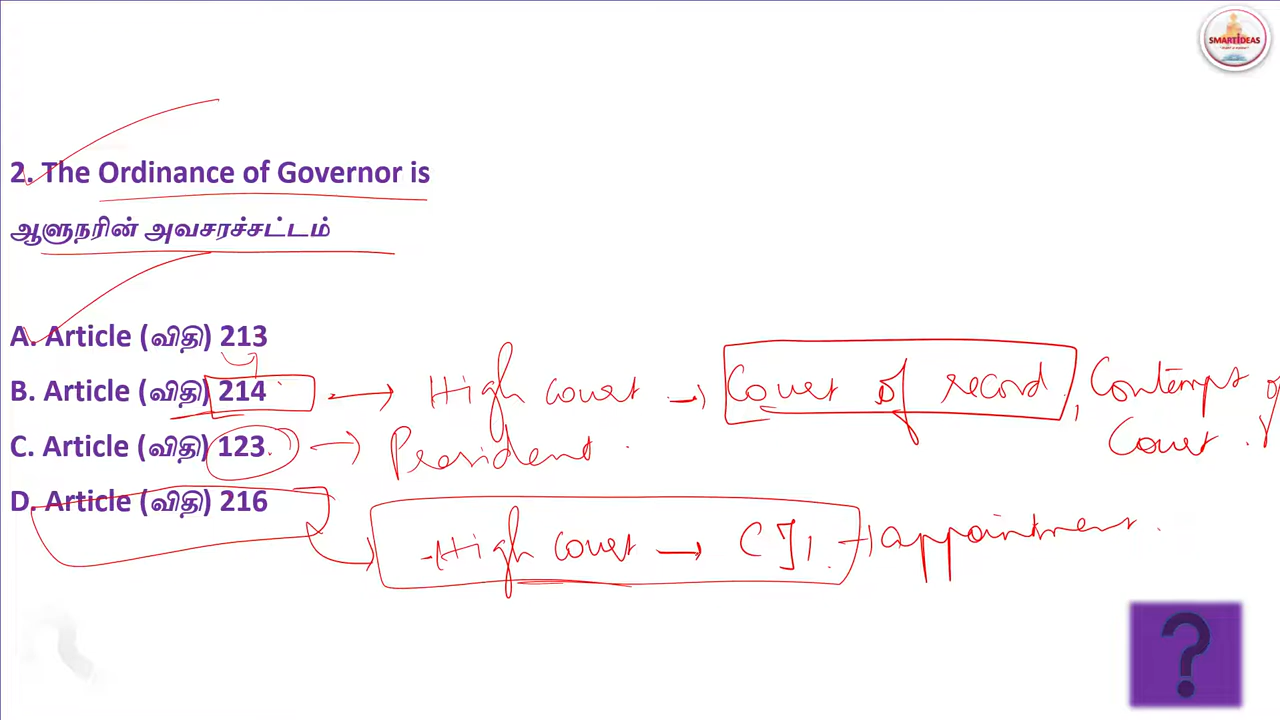 SMARTIDEAS
2. The Ordinance of Governor is
ஆளுநரின் அவசரச்சட்டம்
A. Article (விதி) 213
B. Article (விதி) 214 → High court → Court of record, Contempt of Court.
C. Article (விதி) 123 → President.
D. Article (விதி) 216
High court → CJ, → appointment.
?